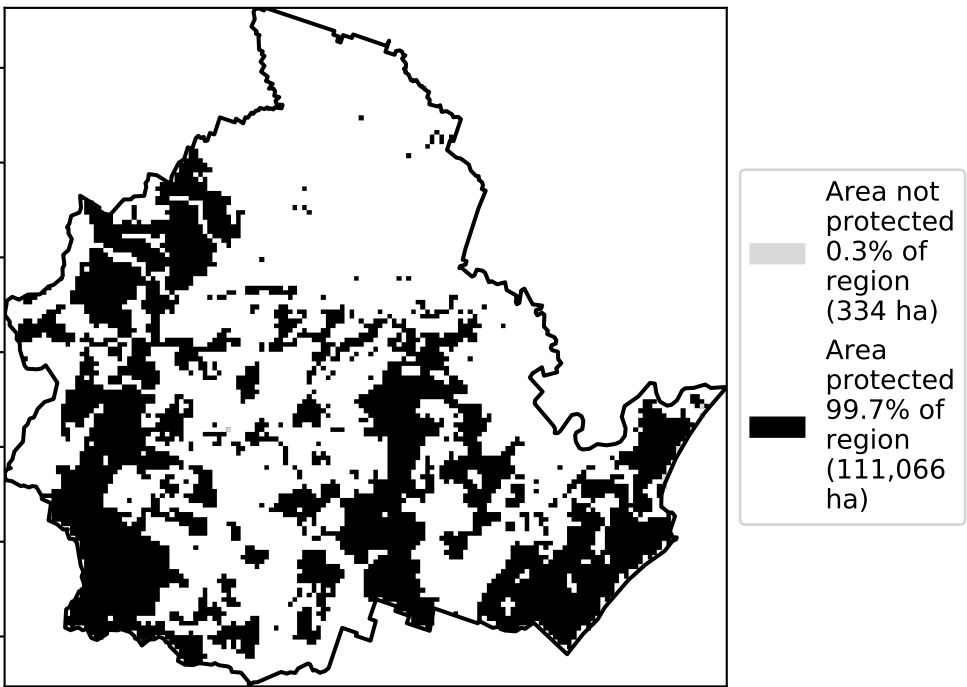 Area not
protected
0.3% of
region
(334 ha)
Area
protected
99.7% of
region
(111,066
ha)